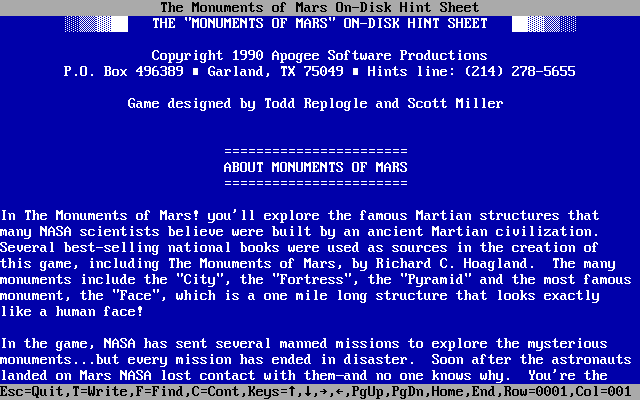 The Monuments of Mars On-Disk Hint Sheet
THE "MONUMENTS OF MARS" ON-DISK HINT SHEET
Copyright 1990 Apogee Software Productions
P.O. Box 496389 ▪ Garland, TX 75049 ▪ Hints line: (214) 278-5655
Game designed by Todd Replogle and Scott Miller
=======================
ABOUT MONUMENTS OF MARS
=======================
In The Monuments of Mars! you'll explore the famous Martian structures that
many NASA scientists believe were built by an ancient Martian civilization.
Several best-selling national books were used as sources in the creation of
this game, including The Monuments of Mars, by Richard C. Hoagland.  The many
monuments include the "City", the "Fortress", the "Pyramid" and the most famous
monument, the "Face", which is a one mile long structure that looks exactly
like a human face!
In the game, NASA has sent several manned missions to explore the mysterious
monuments...but every mission has ended in disaster.  Soon after the astronauts
landed on Mars NASA lost contact with them—and no one knows why.  You're the
Esc=Quit,T=Write,F=Find,C=Cont,Keys=↑,↓,→,←,PgUp,PgDn,Home,End,Row=0001,Col=001